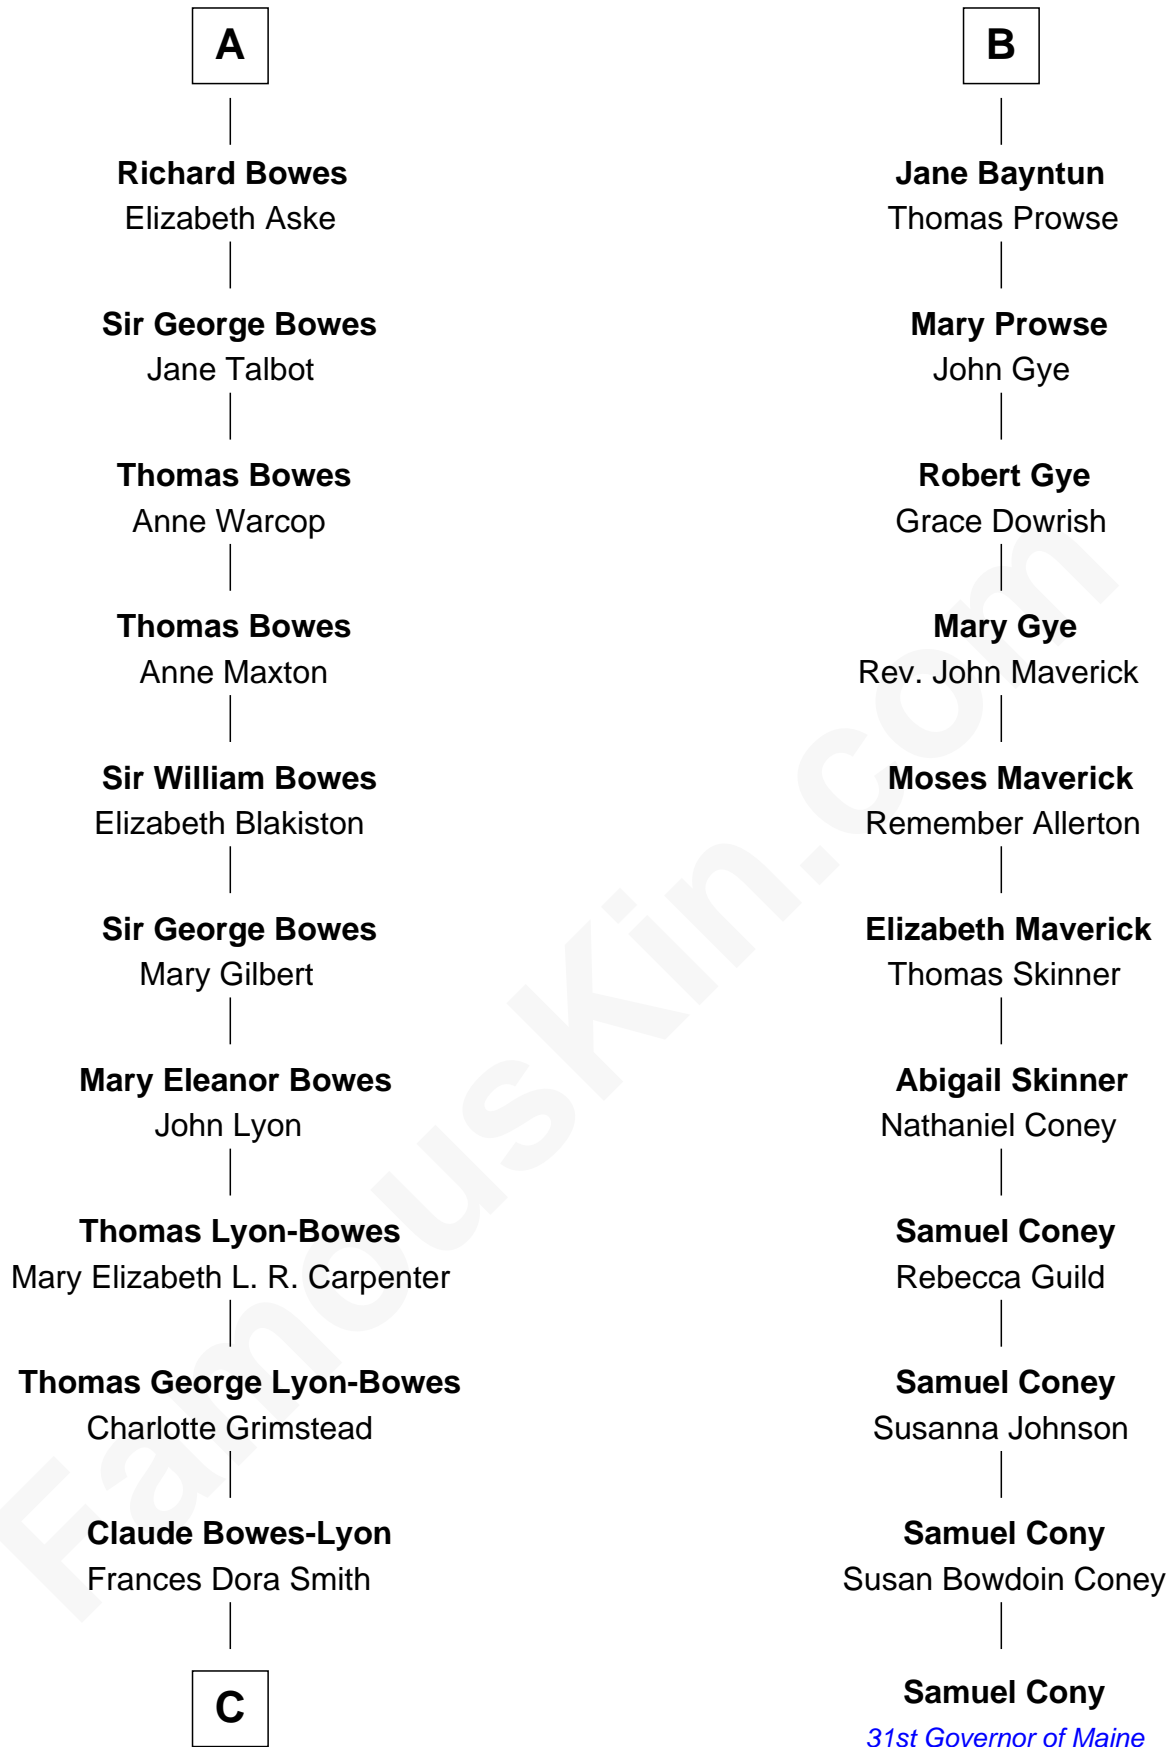 A
Richard Bowes
Elizabeth Aske
Sir George Bowes
Jane Talbot
Thomas Bowes
Anne Warcop
Thomas Bowes
Anne Maxton
Sir William Bowes
Elizabeth Blakiston
Sir George Bowes
Mary Gilbert
Mary Eleanor Bowes
John Lyon
Thomas Lyon-Bowes
Mary Elizabeth L. R. Carpenter
Thomas George Lyon-Bowes
Charlotte Grimstead
Claude Bowes-Lyon
Frances Dora Smith
C
B
Jane Bayntun
Thomas Prowse
Mary Prowse
John Gye
Robert Gye
Grace Dowrish
Mary Gye
Rev. John Maverick
Moses Maverick
Remember Allerton
Elizabeth Maverick
Thomas Skinner
Abigail Skinner
Nathaniel Coney
Samuel Coney
Rebecca Guild
Samuel Coney
Susanna Johnson
Samuel Cony
Susan Bowdoin Coney
Samuel Cony
31st Governor of Maine
FamousKin.com